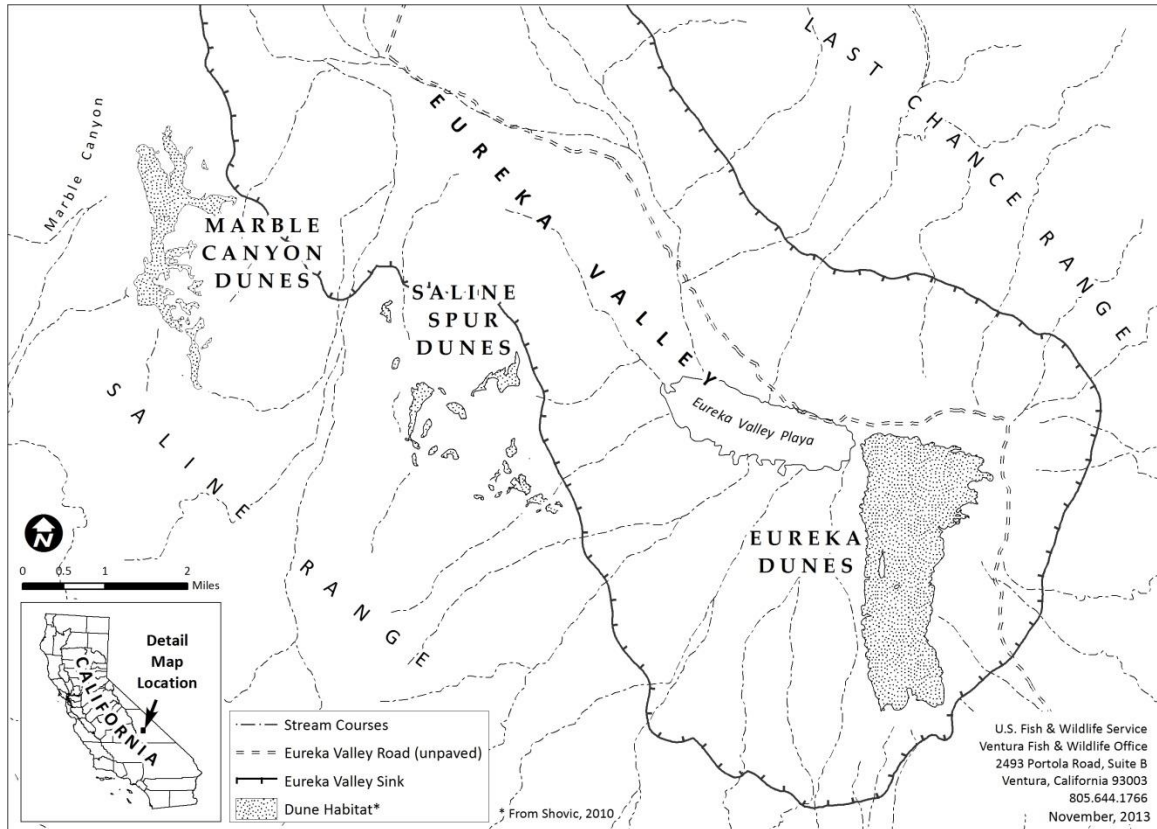 LAST CHANCE RANGE
EUREKA VALLEY
Marble Canyon
MARBLE
CANYON
DUNES
SALINE
SPUR
DUNES
SALINE RANGE
Eureka Valley Playa
EUREKA
DUNES
N
0 0.5 1 2
Miles
Detail
Map
Location
CALIFORNIA
Stream Courses
Eureka Valley Road (unpaved)
Eureka Valley Sink
Dune Habitat*
* From Shovic, 2010
U.S. Fish & Wildlife Service
Ventura Fish & Wildlife Office
2493 Portola Road, Suite B
Ventura, California 93003
805.644.1766
November, 2013